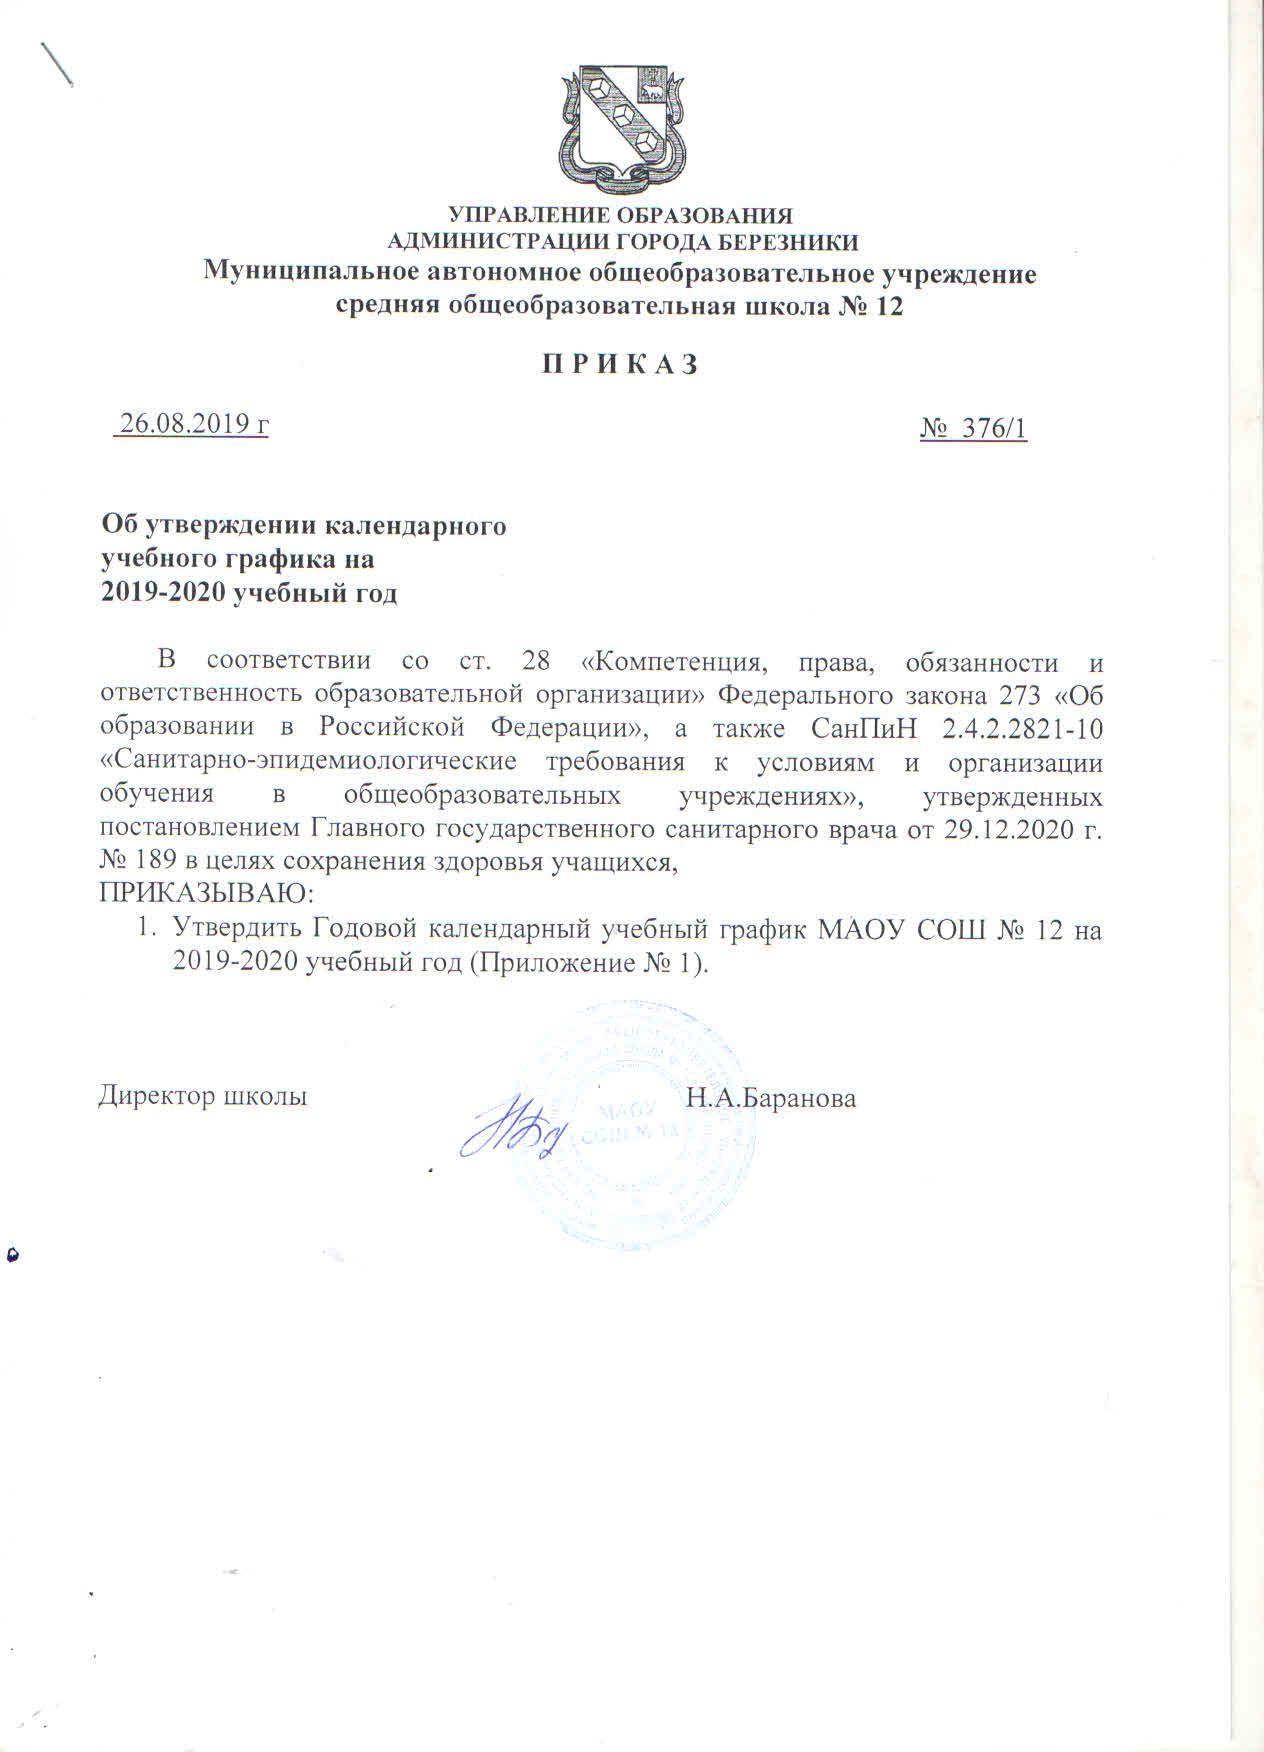 УПРАВЛЕНИЕ ОБРАЗОВАНИЯ
АДМИНИСТРАЦИИ ГОРОДА БЕРЕЗНИКИ
Муниципальное автономное общеобразовательное учреждение
средняя общеобразовательная школа № 12
П Р И К А З
26.08.2019 г
№ 376/1
Об утверждении календарного
учебного графика на
2019-2020 учебный год
В соответствии со ст. 28 «Компетенция, права, обязанности и
ответственность образовательной организации» Федерального закона 273 «Об
образовании в Российской Федерации», а также СанПиН 2.4.2.2821-10
«Санитарно-эпидемиологические требования к условиям и организации
обучения в общеобразовательных учреждениях», утвержденных
постановлением Главного государственного санитарного врача от 29.12.2020 г.
№ 189 в целях сохранения здоровья учащихся,
ПРИКАЗЫВАЮ:
1. Утвердить Годовой календарный учебный график МАОУ СОШ № 12 на
2019-2020 учебный год (Приложение № 1).
Директор школы
Н.А.Баранова
МАОУ
СОШ № 12